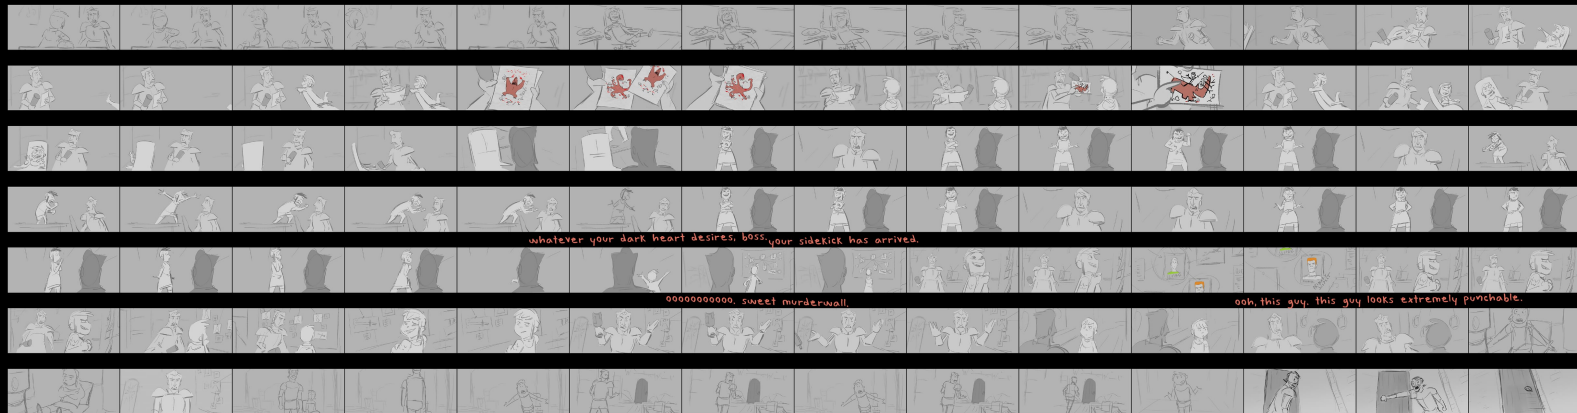 whatever your dark heart desires, boss.
your sidekick has arrived.
ooooooooooo. sweet murderwall.
ooh, this guy. this guy looks extremely punchable.